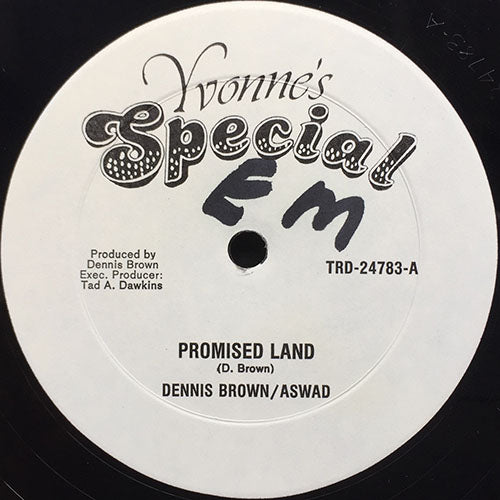 4783-A
Yvonne's
Special
EM
Produced by
Dennis Brown
Exec. Producer:
Tad A. Dawkins
TRD-24783-A
PROMISED LAND
(D. Brown)
DENNIS BROWN/ASWAD